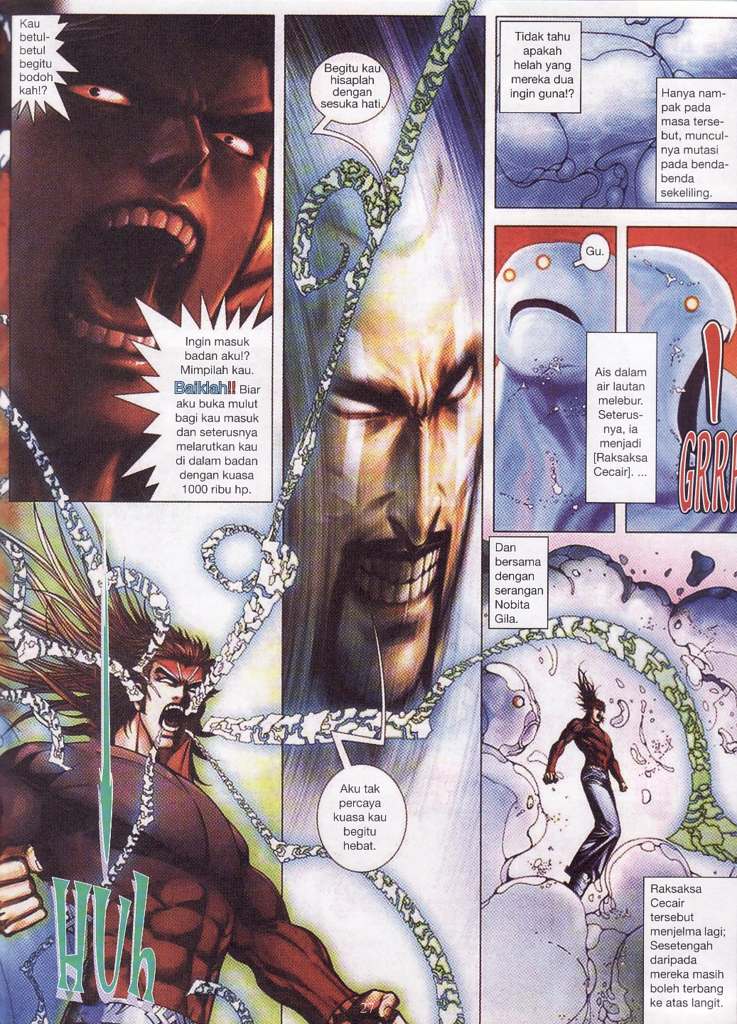 Kau
betul-
betul
begitu
bodoh
kah!?
Ingin masuk
badan aku!?
Mimpilah kau.
Baiklah!! Biar
aku buka mulut
bagi kau masuk
dan seterusnya
melarutkan kau
di dalam badan
dengan kuasa
1000 ribu hp.
Begitu kau
hisaplah
dengan
sesuka hati.
Tidak tahu
apakah
helah yang
mereka dua
ingin guna!?
Hanya nam-
pak pada
masa terse-
but, muncul-
nya mutasi
pada benda-
benda
sekeliling.
Gu.
Ais dalam
air lautan
melebur.
Seterus-
nya, ia
menjadi
[Raksaksa
Cecair]. ...
GRRR!
Dan
bersama
dengan
serangan
Nobita
Gila.
Aku tak
percaya
kuasa kau
begitu
hebat.
HUh
Raksaksa
Cecair
tersebut
menjelma lagi;
Sesetengah
daripada
mereka masih
boleh terbang
ke atas langit.
27